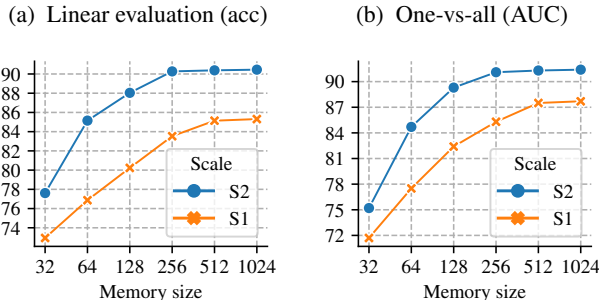 (a) Linear evaluation (acc)
90
88
86
84
82
80
78
76
74
Scale
S2
S1
32 64 128 256 512 1024
Memory size
(b) One-vs-all (AUC)
90
87
84
81
78
75
72
Scale
S2
S1
32 64 128 256 512 1024
Memory size